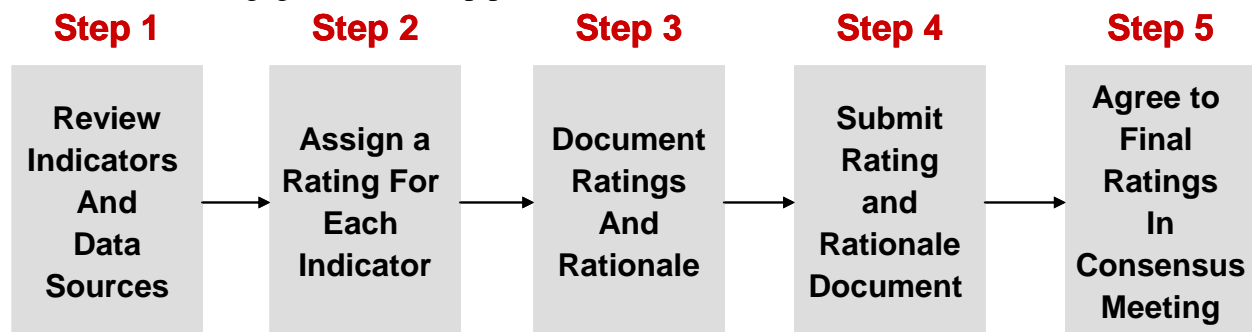 Step 1
Step 2
Step 3
Step 4
Step 5
Review
Indicators
And
Data
Sources
Assign a
Rating For
Each
Indicator
Document
Ratings
And
Rationale
Submit
Rating
and
Rationale
Document
Agree to
Final
Ratings
In
Consensus
Meeting